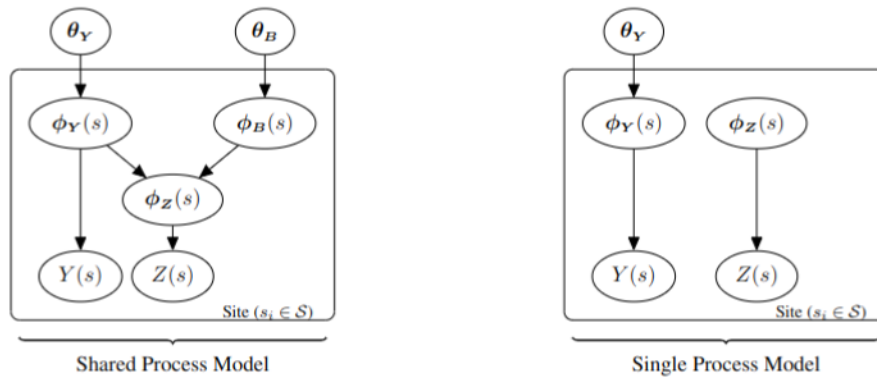 θ_Y θ_B
ϕ_Y(s) ϕ_B(s)
ϕ_Z(s)
Y(s) Z(s)
Site (s_i ∈ 𝒮)
Shared Process Model
θ_Y
ϕ_Y(s) ϕ_Z(s)
Y(s) Z(s)
Site (s_i ∈ 𝒮)
Single Process Model